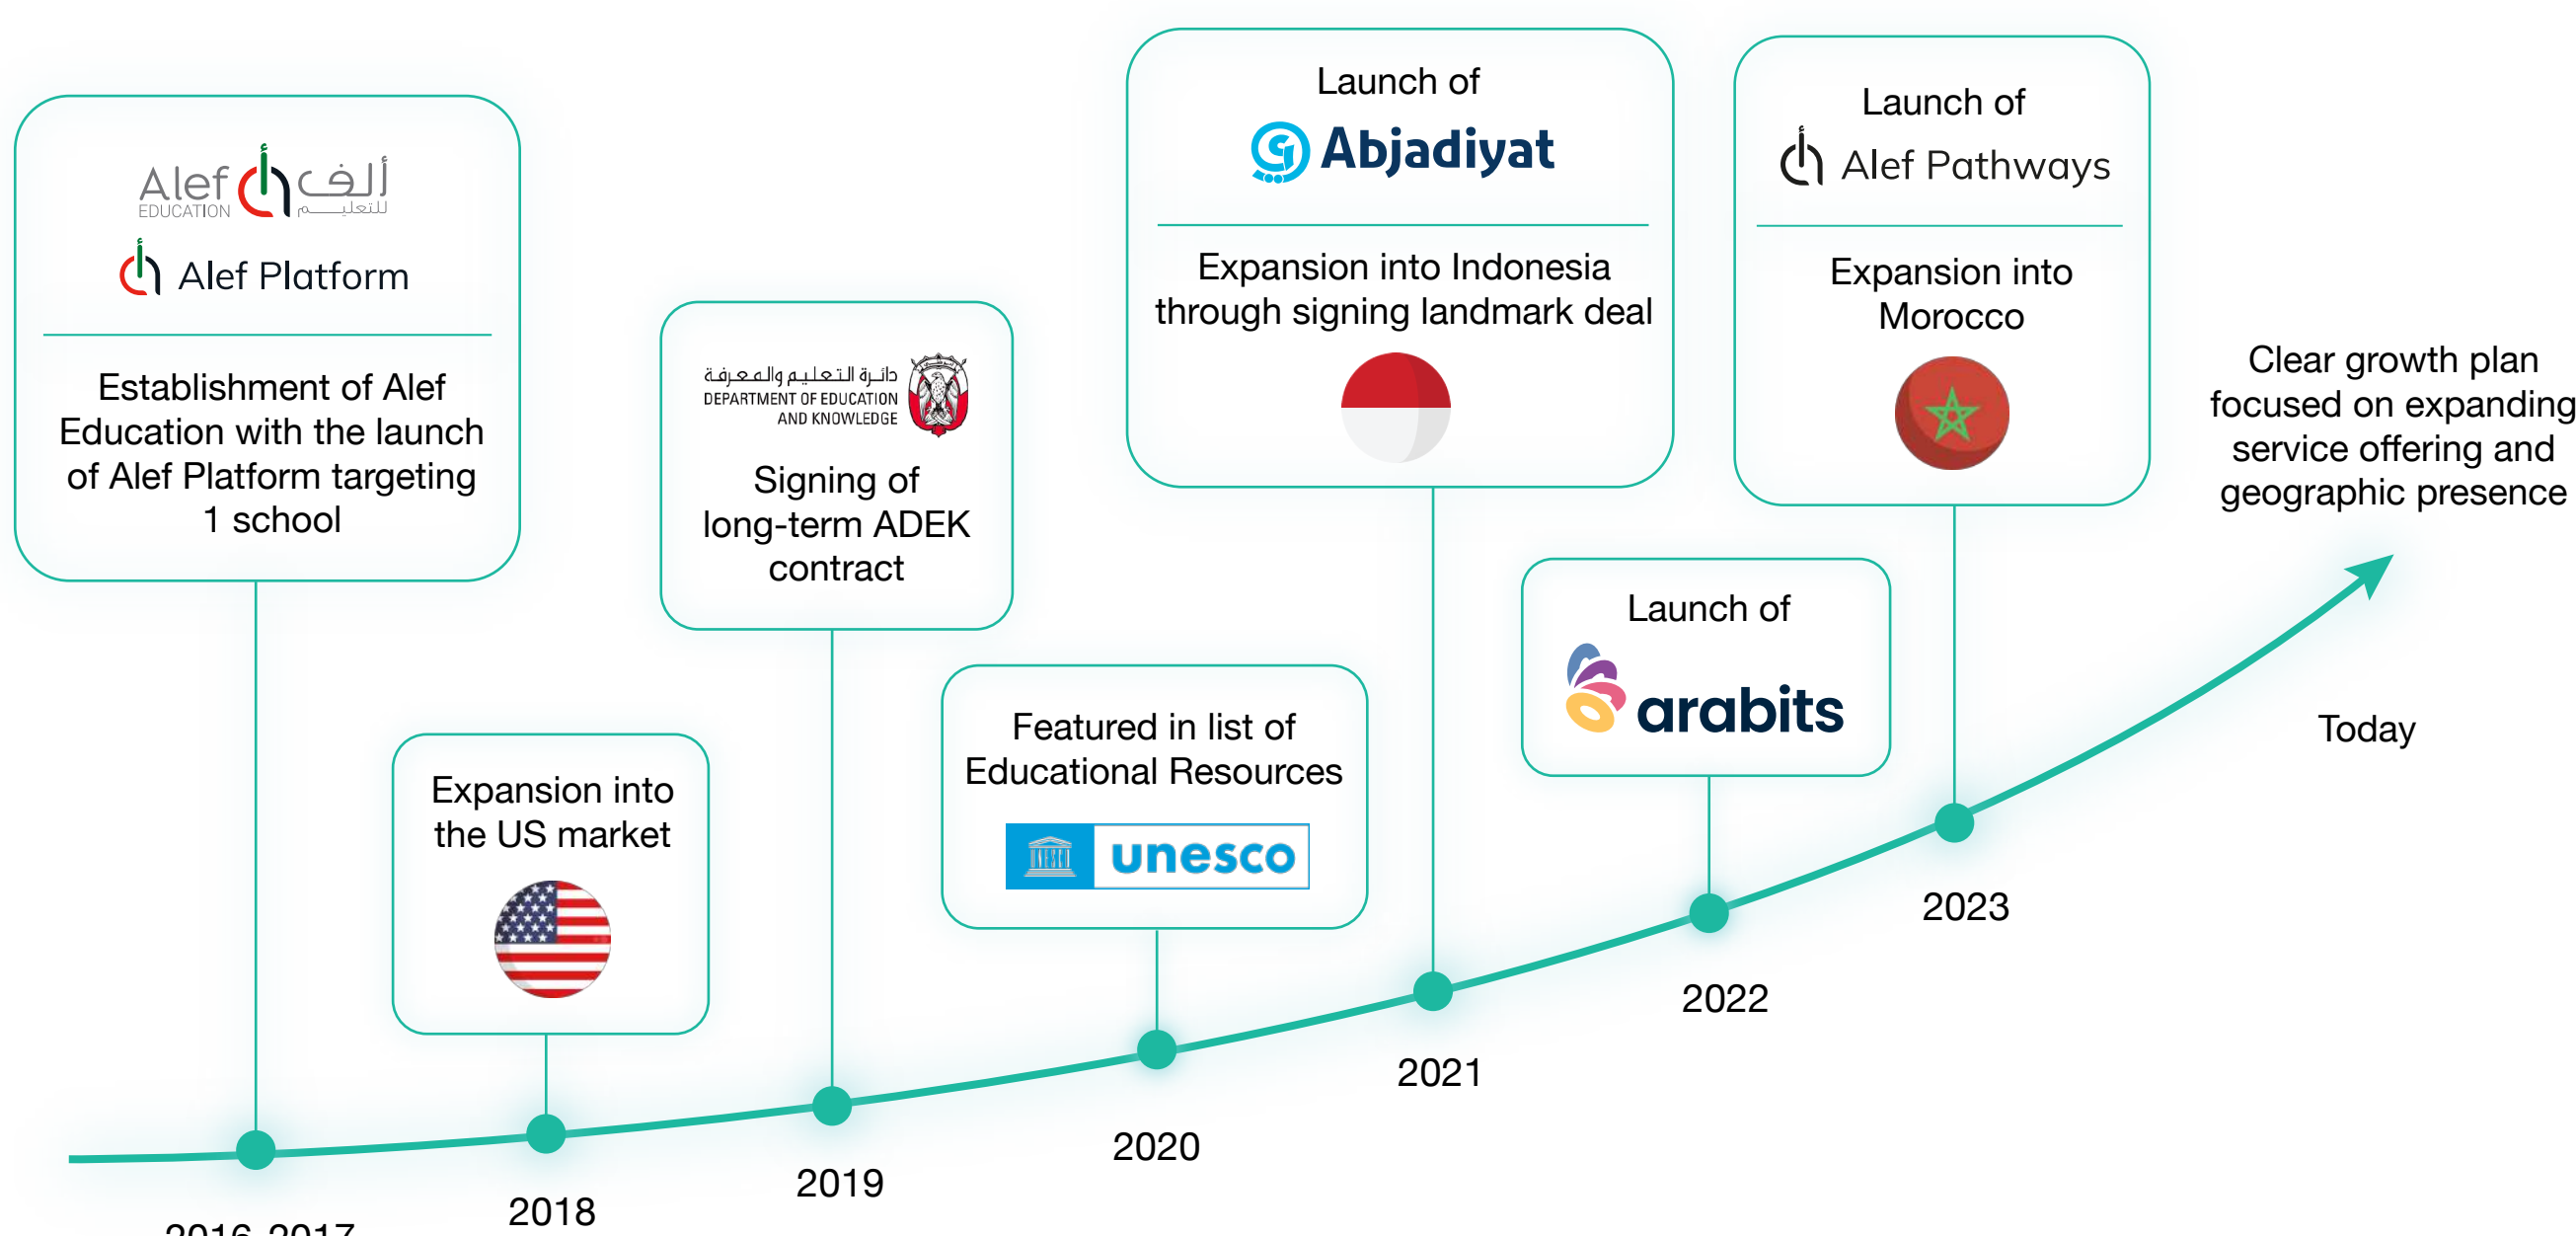 Alef
EDUCATION
ألف
للتعليم
Alef Platform
Establishment of Alef
Education with the launch
of Alef Platform targeting
1 school
2016-2017
Expansion into
the US market
2018
دائرة التعليم والمعرفة
DEPARTMENT OF EDUCATION
AND KNOWLEDGE
Signing of
long-term ADEK
contract
2019
Featured in list of
Educational Resources
unesco
2020
Launch of
Abjadiyat
Expansion into Indonesia
through signing landmark deal
2021
Launch of
arabits
2022
Launch of
Alef Pathways
Expansion into
Morocco
2023
Clear growth plan
focused on expanding
service offering and
geographic presence
Today